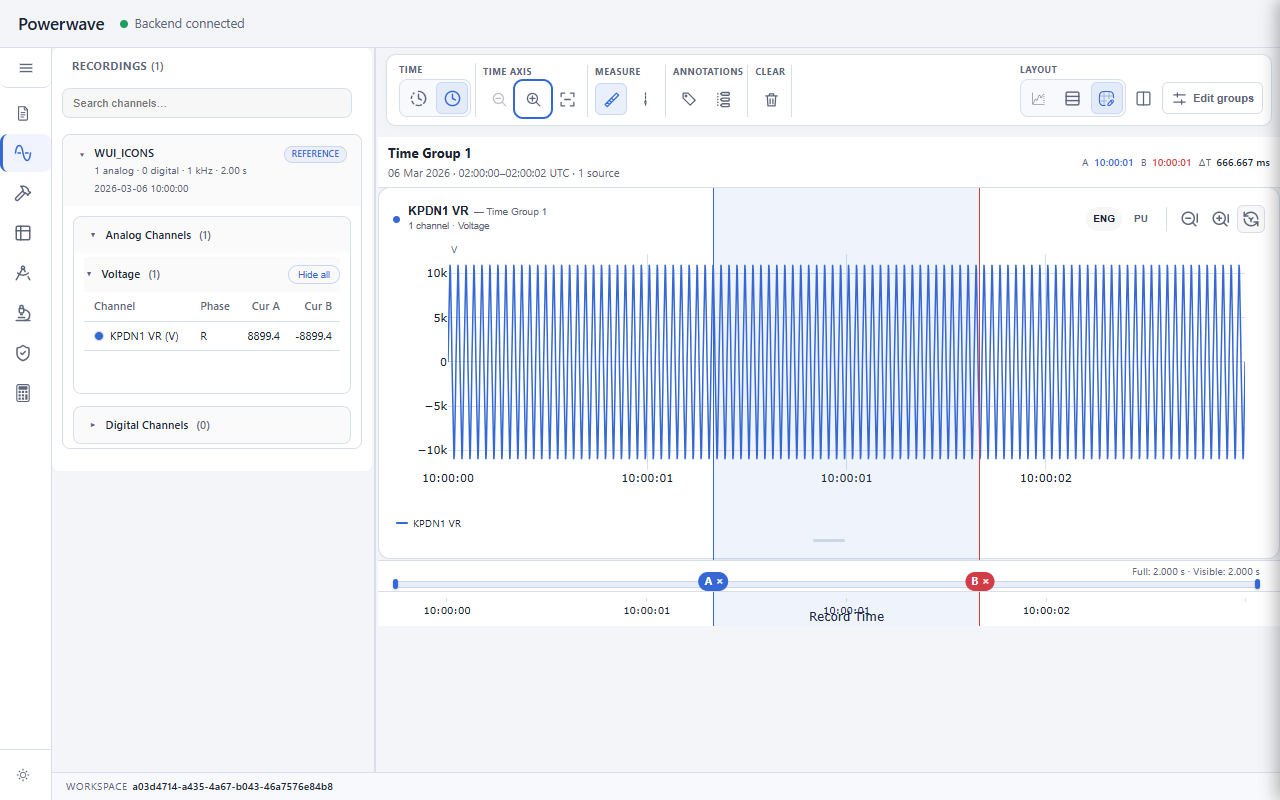 Powerwave
Backend connected
RECORDINGS (1)
Search channels...
WUI_ICONS
REFERENCE
1 analog · 0 digital · 1 kHz · 2.00 s
2026-03-06 10:00:00
Analog Channels (1)
Voltage (1)
Hide all
Channel Phase Cur A Cur B
KPDN1 VR (V) R 8899.4 -8899.4
Digital Channels (0)
TIME
TIME AXIS
MEASURE
ANNOTATIONS
CLEAR
LAYOUT
Edit groups
Time Group 1
06 Mar 2026 · 02:00:00–02:00:02 UTC · 1 source
A 10:00:01 B 10:00:01 ΔT 666.667 ms
KPDN1 VR — Time Group 1
1 channel · Voltage
ENG PU
V
10k
5k
0
−5k
−10k
10:00:00 10:00:01 10:00:01 10:00:02
KPDN1 VR
Full: 2.000 s · Visible: 2.000 s
A ×
B ×
10:00:00 10:00:01 10:00:01 10:00:02
Record Time
WORKSPACE a03d4714-a435-4a67-b043-46a7576e84b8